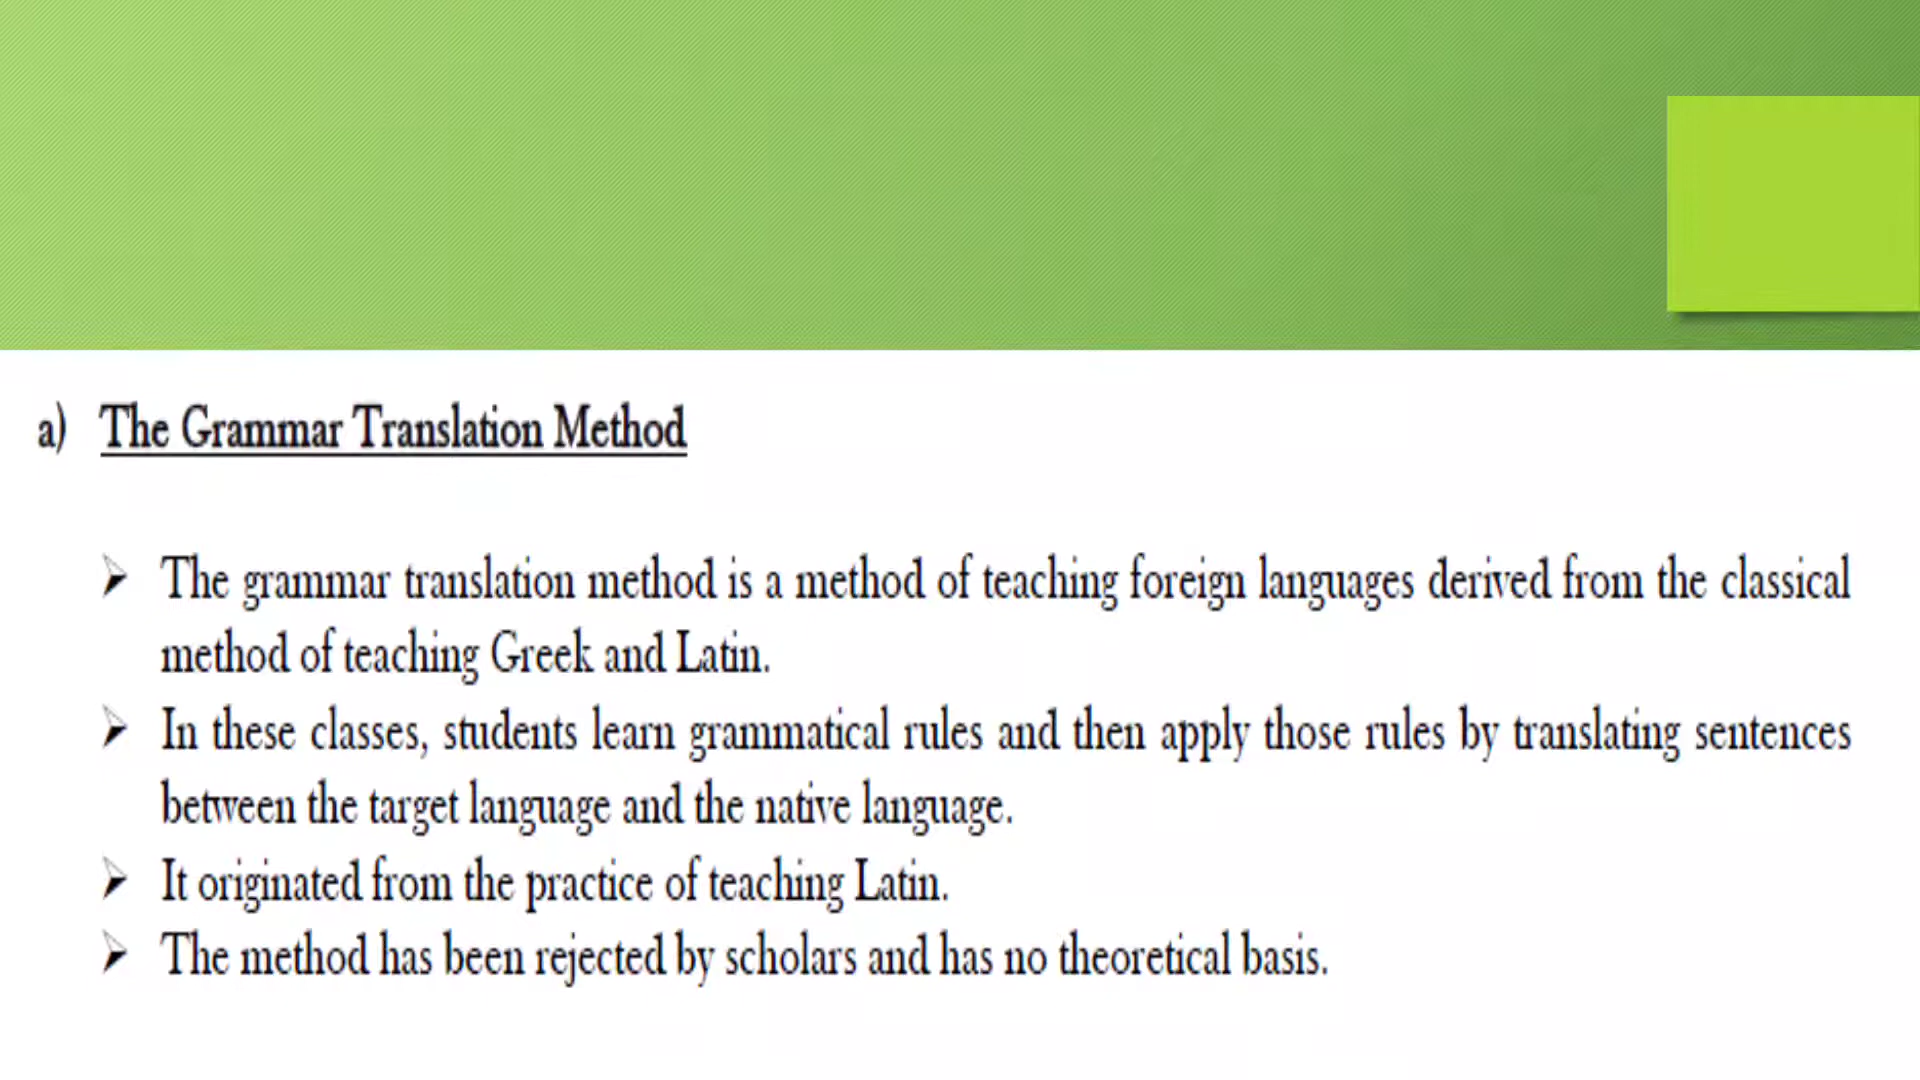 a) The Grammar Translation Method
➢ The grammar translation method is a method of teaching foreign languages derived from the classical
method of teaching Greek and Latin.
➢ In these classes, students learn grammatical rules and then apply those rules by translating sentences
between the target language and the native language.
➢ It originated from the practice of teaching Latin.
➢ The method has been rejected by scholars and has no theoretical basis.